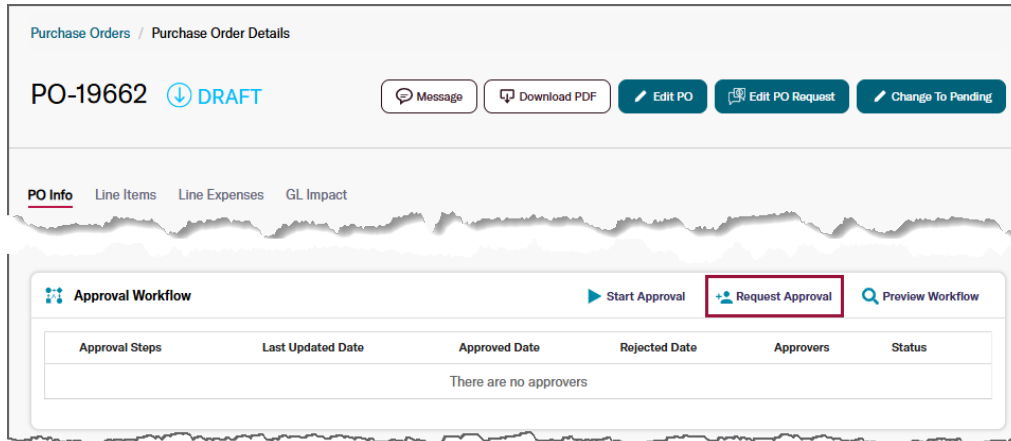 Purchase Orders / Purchase Order Details
PO-19662 DRAFT Message Download PDF Edit PO Edit PO Request Change To Pending
PO Info Line Items Line Expenses GL Impact
Approval Workflow Start Approval Request Approval Preview Workflow
Approval Steps Last Updated Date Approved Date Rejected Date Approvers Status
There are no approvers